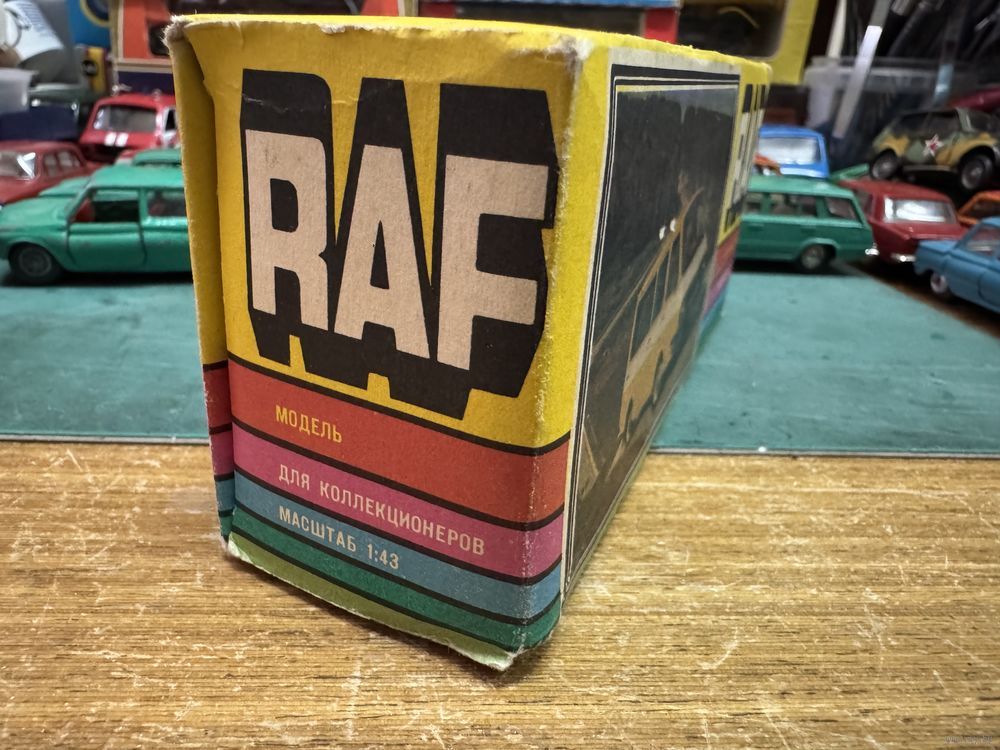 RAF
МОДЕЛЬ
ДЛЯ КОЛЛЕКЦИОНЕРОВ
МАСШТАБ 1:43